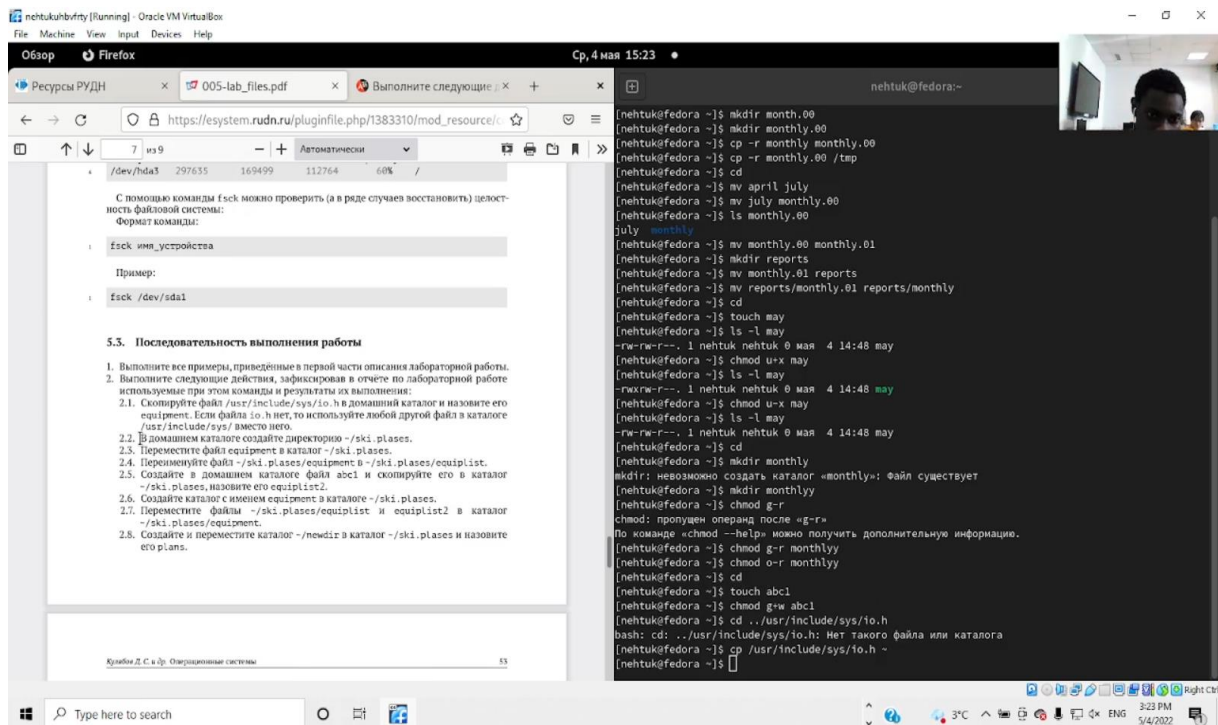 nehtukuhbvfrty [Running] - Oracle VM VirtualBox
File Machine View Input Devices Help
Обзор Firefox Ср, 4 мая 15:23
Ресурсы РУДН 005-lab_files.pdf Выполните следующие д
https://esystem.rudn.ru/pluginfile.php/1383310/mod_resource/c
7 из 9 Автоматически
4 /dev/hda3 297635 169499 112764 60% /
С помощью команды fsck можно проверить (а в ряде случаев восстановить) целост-
ность файловой системы:
Формат команды:
1 fsck имя_устройства
Пример:
1 fsck /dev/sda1
5.3. Последовательность выполнения работы
1. Выполните все примеры, приведённые в первой части описания лабораторной работы.
2. Выполните следующие действия, зафиксировав в отчёте по лабораторной работе
используемые при этом команды и результаты их выполнения:
2.1. Скопируйте файл /usr/include/sys/io.h в домашний каталог и назовите его
equipment. Если файла io.h нет, то используйте любой другой файл в каталоге
/usr/include/sys/ вместо него.
2.2. В домашнем каталоге создайте директорию ~/ski.plases.
2.3. Переместите файл equipment в каталог ~/ski.plases.
2.4. Переименуйте файл ~/ski.plases/equipment в ~/ski.plases/equiplist.
2.5. Создайте в домашнем каталоге файл abc1 и скопируйте его в каталог
~/ski.plases, назовите его equiplist2.
2.6. Создайте каталог с именем equipment в каталоге ~/ski.plases.
2.7. Переместите файлы ~/ski.plases/equiplist и equiplist2 в каталог
~/ski.plases/equipment.
2.8. Создайте и переместите каталог ~/newdir в каталог ~/ski.plases и назовите
его plans.
Кулябов Д. С. и др. Операционные системы 53
nehtuk@fedora:~
[nehtuk@fedora ~]$ mkdir month.00
[nehtuk@fedora ~]$ mkdir monthly.00
[nehtuk@fedora ~]$ cp -r monthly monthly.00
[nehtuk@fedora ~]$ cp -r monthly.00 /tmp
[nehtuk@fedora ~]$ cd
[nehtuk@fedora ~]$ mv april july
[nehtuk@fedora ~]$ mv july monthly.00
[nehtuk@fedora ~]$ ls monthly.00
july monthly
[nehtuk@fedora ~]$ mv monthly.00 monthly.01
[nehtuk@fedora ~]$ mkdir reports
[nehtuk@fedora ~]$ mv monthly.01 reports
[nehtuk@fedora ~]$ mv reports/monthly.01 reports/monthly
[nehtuk@fedora ~]$ cd
[nehtuk@fedora ~]$ touch may
[nehtuk@fedora ~]$ ls -l may
-rw-rw-r--. 1 nehtuk nehtuk 0 мая 4 14:48 may
[nehtuk@fedora ~]$ chmod u+x may
[nehtuk@fedora ~]$ ls -l may
-rwxrw-r--. 1 nehtuk nehtuk 0 мая 4 14:48 may
[nehtuk@fedora ~]$ chmod u-x may
[nehtuk@fedora ~]$ ls -l may
-rw-rw-r--. 1 nehtuk nehtuk 0 мая 4 14:48 may
[nehtuk@fedora ~]$ cd
[nehtuk@fedora ~]$ mkdir monthly
mkdir: невозможно создать каталог «monthly»: Файл существует
[nehtuk@fedora ~]$ mkdir monthlyy
[nehtuk@fedora ~]$ chmod g-r
chmod: пропущен операнд после «g-r»
По команде «chmod --help» можно получить дополнительную информацию.
[nehtuk@fedora ~]$ chmod g-r monthlyy
[nehtuk@fedora ~]$ chmod o-r monthlyy
[nehtuk@fedora ~]$ cd
[nehtuk@fedora ~]$ touch abc1
[nehtuk@fedora ~]$ chmod g+w abc1
[nehtuk@fedora ~]$ cd ../usr/include/sys/io.h
bash: cd: ../usr/include/sys/io.h: Нет такого файла или каталога
[nehtuk@fedora ~]$ cp /usr/include/sys/io.h ~
[nehtuk@fedora ~]$
Right Ctrl
Type here to search 3°C ENG 3:23 PM
5/4/2022